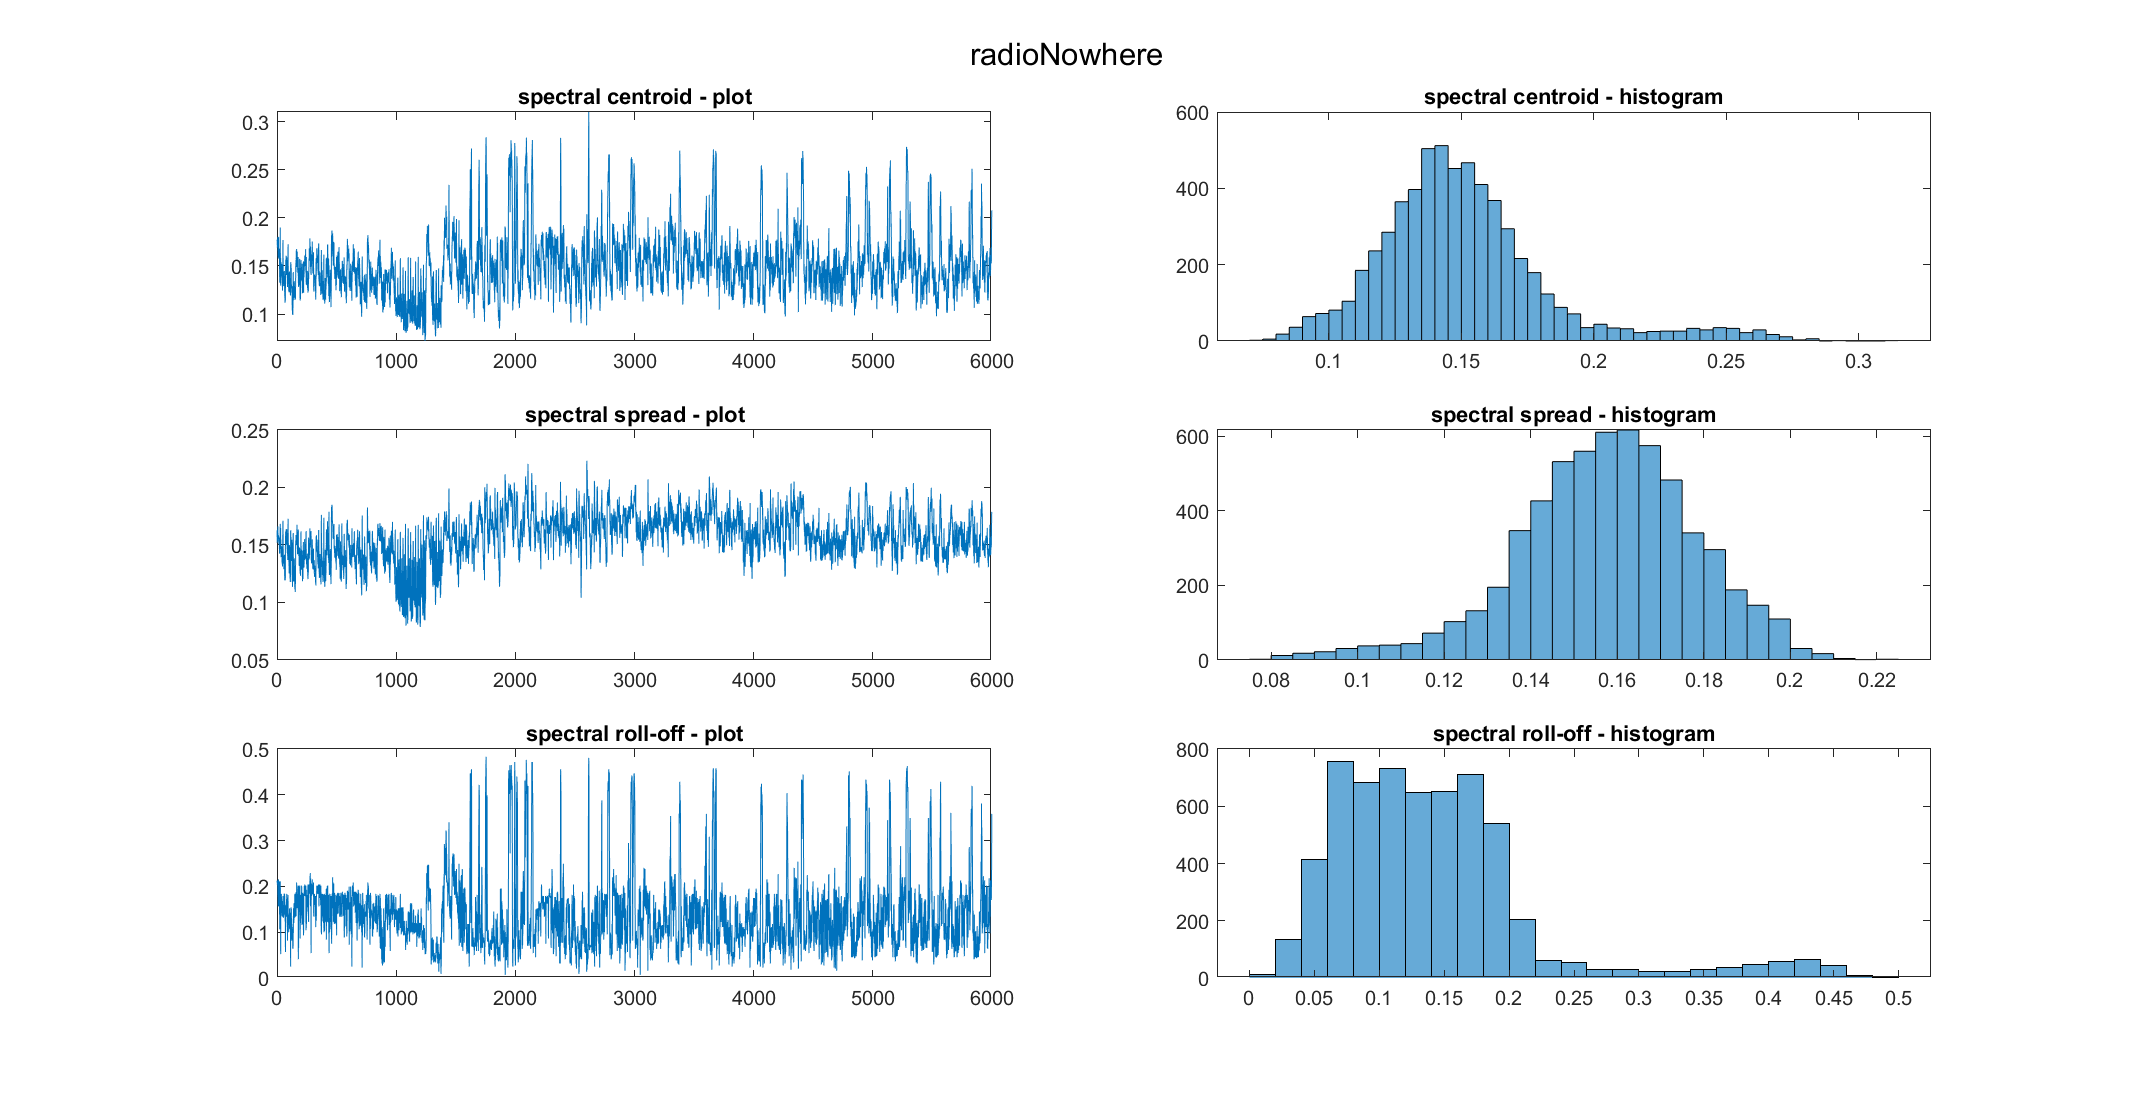 radioNowhere
spectral centroid - plot
0.3
0.25
0.2
0.15
0.1
0 1000 2000 3000 4000 5000 6000
spectral centroid - histogram
600
400
200
0
0.1 0.15 0.2 0.25 0.3
spectral spread - plot
0.25
0.2
0.15
0.1
0.05
0 1000 2000 3000 4000 5000 6000
spectral spread - histogram
600
400
200
0
0.08 0.1 0.12 0.14 0.16 0.18 0.2 0.22
spectral roll-off - plot
0.5
0.4
0.3
0.2
0.1
0
0 1000 2000 3000 4000 5000 6000
spectral roll-off - histogram
800
600
400
200
0
0 0.05 0.1 0.15 0.2 0.25 0.3 0.35 0.4 0.45 0.5